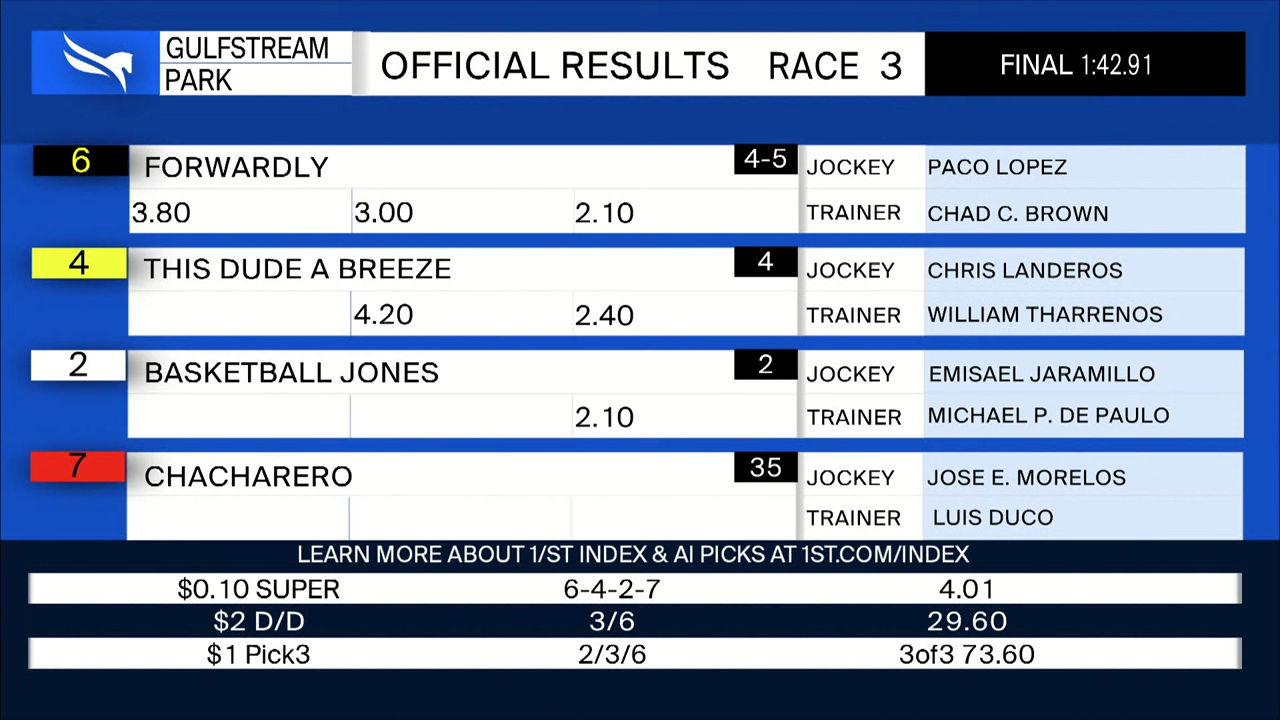 GULFSTREAM
PARK
OFFICIAL RESULTS RACE 3
FINAL 1:42.91
6 FORWARDLY 4-5 JOCKEY PACO LOPEZ
3.80 3.00 2.10 TRAINER CHAD C. BROWN
4 THIS DUDE A BREEZE 4 JOCKEY CHRIS LANDEROS
4.20 2.40 TRAINER WILLIAM THARRENOS
2 BASKETBALL JONES 2 JOCKEY EMISAEL JARAMILLO
2.10 TRAINER MICHAEL P. DE PAULO
7 CHACHARERO 35 JOCKEY JOSE E. MORELOS
TRAINER LUIS DUCO
LEARN MORE ABOUT 1/ST INDEX & AI PICKS AT 1ST.COM/INDEX
$0.10 SUPER 6-4-2-7 4.01
$2 D/D 3/6 29.60
$1 Pick3 2/3/6 3of3 73.60